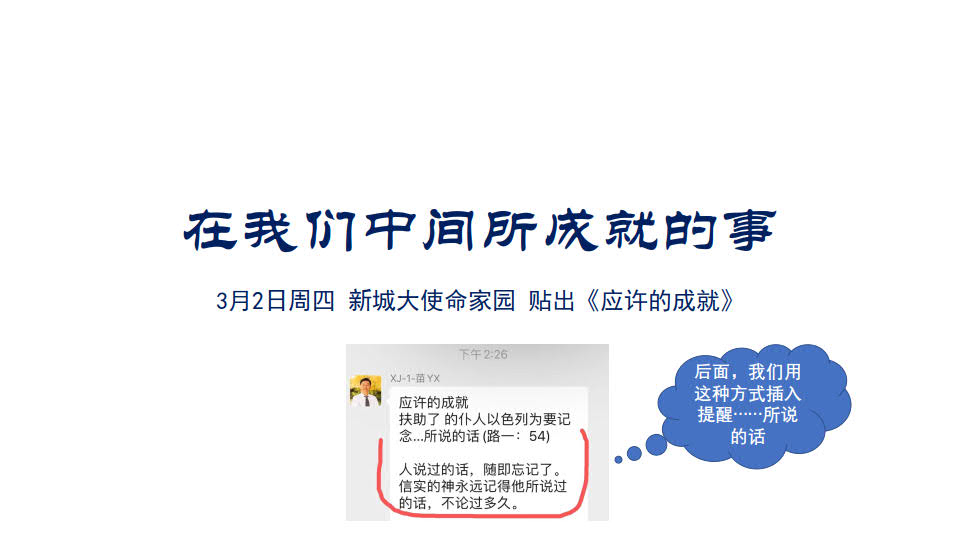 在我们中间所成就的事
3月2日周四 新城大使命家园 贴出《应许的成就》
下午 2:26
XJ-1-苗YX
应许的成就
扶助了 的仆人以色列为要记
念...所说的话 (路一：54)
人说过的话，随即忘记了。
信实的神永远记得他所说过
的话，不论过多久。
后面，我们用
这种方式插入
提醒……所说
的话